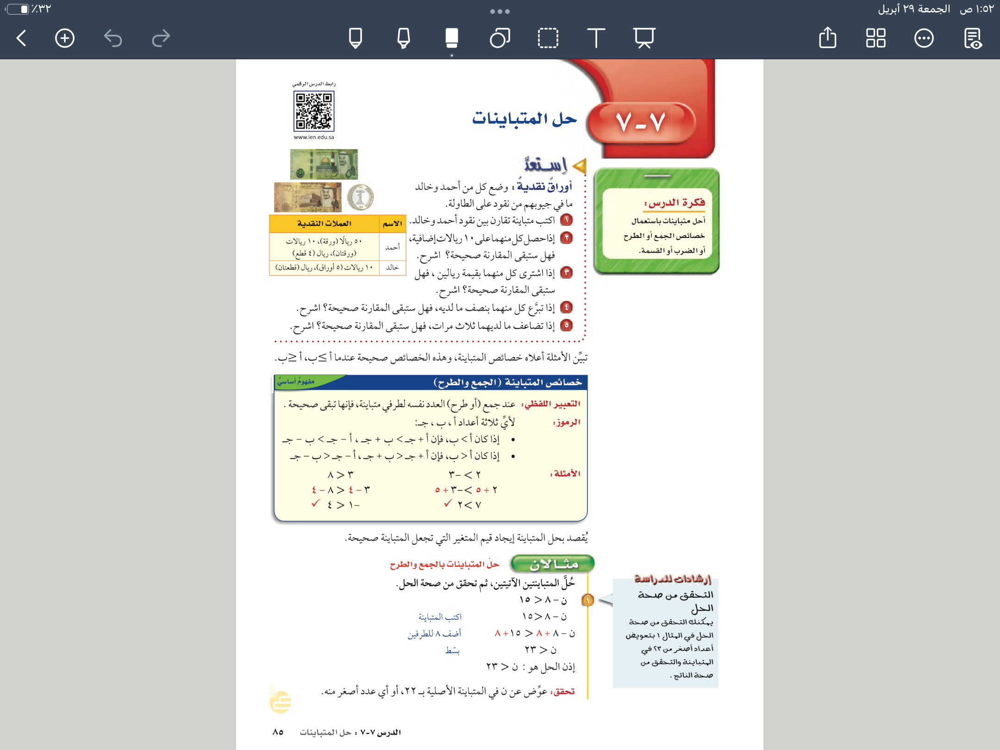 ١:٥٢ ص الجمعة ٢٩ أبريل
٪٣٢
رابط الدرس الرقمي
www.ien.edu.sa
٧-٧
حل المتباينات
فكرة الدرس:
أحل متباينات باستعمال
خصائص الجمع أو الطرح
أو الضرب أو القسمة.
اِستعدَّ
أوراقٌ نقديةٌ : وضع كل من أحمد وخالد
ما في جيوبهم من نقود على الطاولة.
١ اكتب متباينة تقارن بين نقود أحمد وخالد.
٢ إذا حصل كل منهما على ١٠ ريالات إضافية،
فهل ستبقى المقارنة صحيحة؟ اشرح.
٣ إذا اشترى كل منهما بقيمة ريالين ، فهل
ستبقى المقارنة صحيحة؟ اشرح.
٤ إذا تبرَّع كل منهما بنصف ما لديه، فهل ستبقى المقارنة صحيحة؟ اشرح.
٥ إذا تضاعف ما لديهما ثلاث مرات، فهل ستبقى المقارنة صحيحة؟ اشرح.
الاسم العملات النقدية
أحمد ٥٠ ريالًا (ورقة)، ١٠ ريالات
(ورقتان)، ريال (٤ قطع)
خالد ١٠ ريالات (٥ أوراق)، ريال (قطعتان)
تبيِّن الأمثلة أعلاه خصائص المتباينة، وهذه الخصائص صحيحة عندما أ ≥ ب، أ ≤ ب.
خصائص المتباينة (الجمع والطرح) مفهومٌ أساسيٌّ
التعبير اللفظي: عند جمع (أو طرح) العدد نفسه لطرفي متباينة، فإنها تبقى صحيحة .
الرموز: لأيِّ ثلاثة أعداد أ ، ب ، جـ:
• إذا كان أ > ب، فإن أ + جـ > ب + جـ ، أ – جـ > ب – جـ
• إذا كان أ < ب، فإن أ + جـ < ب + جـ، أ – جـ < ب – جـ
الأمثلة : ٢ > –٣ ٣ < ٨
٢ + ٥ > –٣ + ٥ ٣ – ٤ < ٨ – ٤
٧ > ٢ ✓ –١ < ٤ ✓
يُقصد بحل المتباينة إيجاد قيم المتغير التي تجعل المتباينة صحيحة.
مثالان حلّ المتباينات بالجمع والطرح
حُلَّ المتباينتين الآتيتين، ثم تحقق من صحة الحل.
١ ن – ٨ < ١٥
ن – ٨ < ١٥ اكتب المتباينة
ن – ٨ + ٨ < ١٥ + ٨ أضف ٨ للطرفين
ن < ٢٣ بسّط
إذن الحل هو : ن < ٢٣
تحقق: عوِّض عن ن في المتباينة الأصلية بـ ٢٢، أو أي عدد أصغر منه.
إرشادات للدراسة
التحقق من صحة
الحل
يمكنك التحقق من صحة
الحل في المثال ١ بتعويض
أعداد أصغر من ٢٣ في
المتباينة والتحقق من
صحة الناتج .
الدرس ٧-٧ : حل المتباينات ٨٥